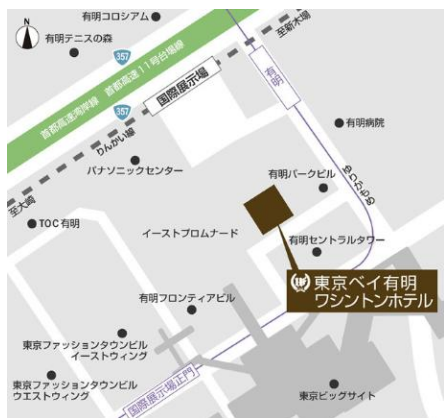 有明コロシアム
N
有明テニスの森
357
至新木場
首都高速湾岸線 首都高速11号台場線
国際展示場
有明
357
りんかい線
有明病院
パナソニックセンター
ゆりかもめ
有明パークビル
至大崎
TOC有明
イーストプロムナード
有明セントラルタワー
東京ベイ有明
ワシントンホテル
有明フロンティアビル
東京ファッションタウンビル
イーストウィング
国際展示場正門
東京ファッションタウンビル
ウエストウィング
東京ビッグサイト